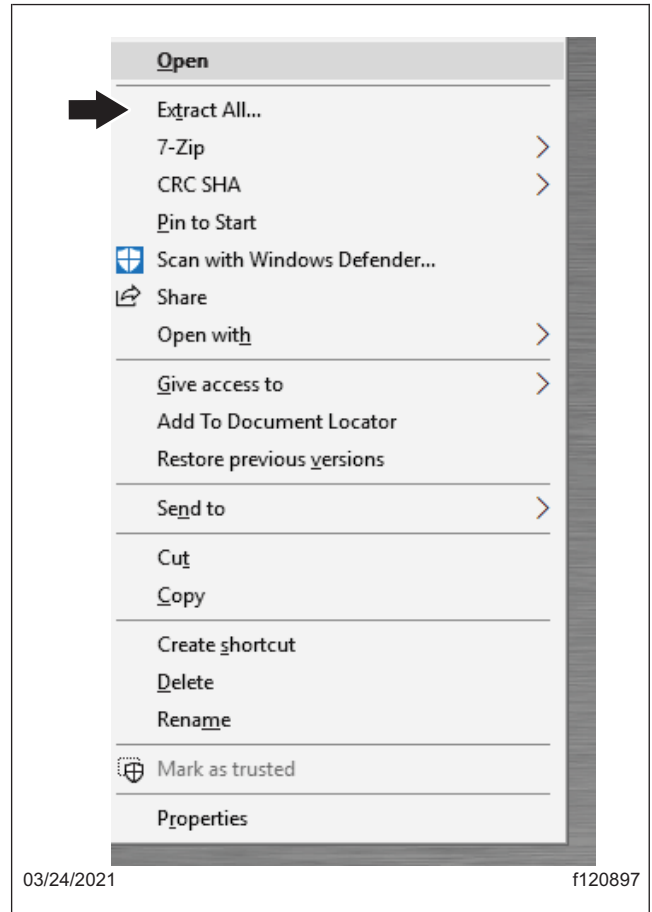 Open
Extract All...
7-Zip
CRC SHA
Pin to Start
Scan with Windows Defender...
Share
Open with
Give access to
Add To Document Locator
Restore previous versions
Send to
Cut
Copy
Create shortcut
Delete
Rename
Mark as trusted
Properties
03/24/2021 f120897